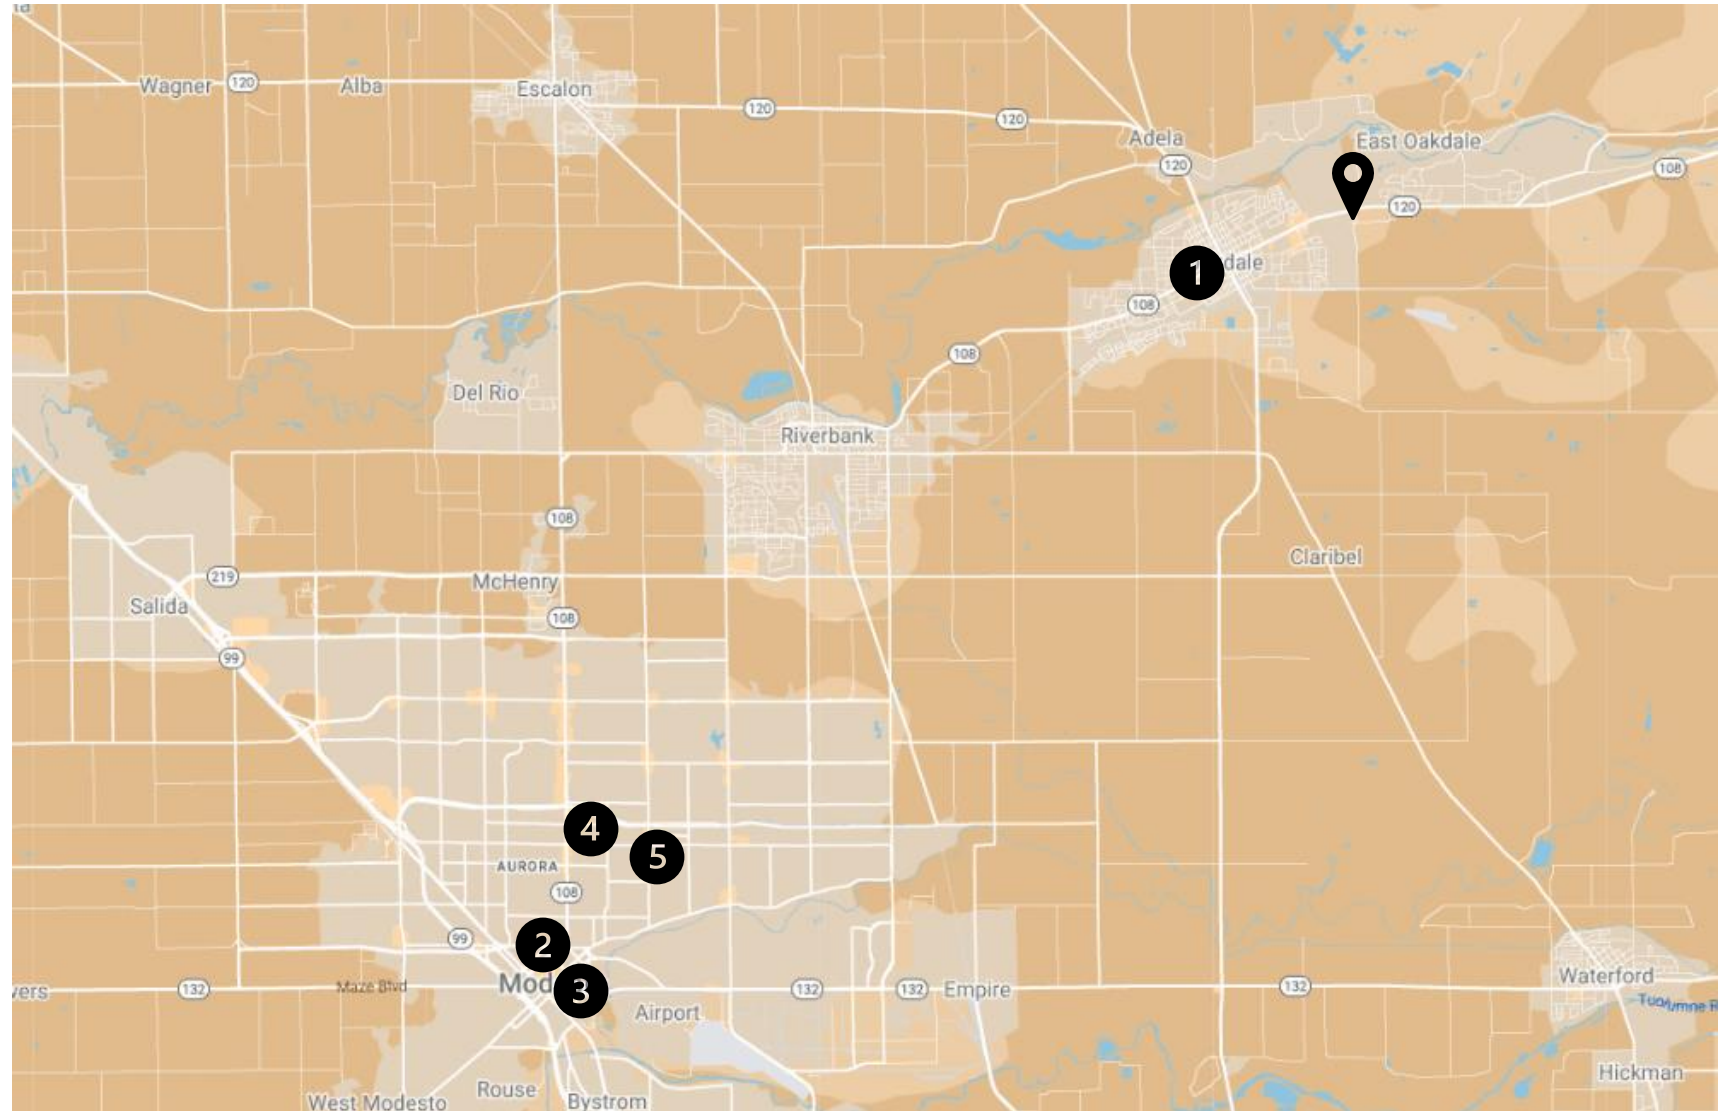 ta
Wagner
120
Alba
Escalon
120
120
Adela
120
East Oakdale
108
120
1
dale
108
108
Del Rio
Riverbank
108
219
McHenry
Claribel
Salida
108
99
4
5
AURORA
108
2
99
Mod
3
132
Maze Blvd
vers
132
132
Empire
132
Waterford
Airport
Tuolumne R
Rouse
Hickman
West Modesto
Bystrom